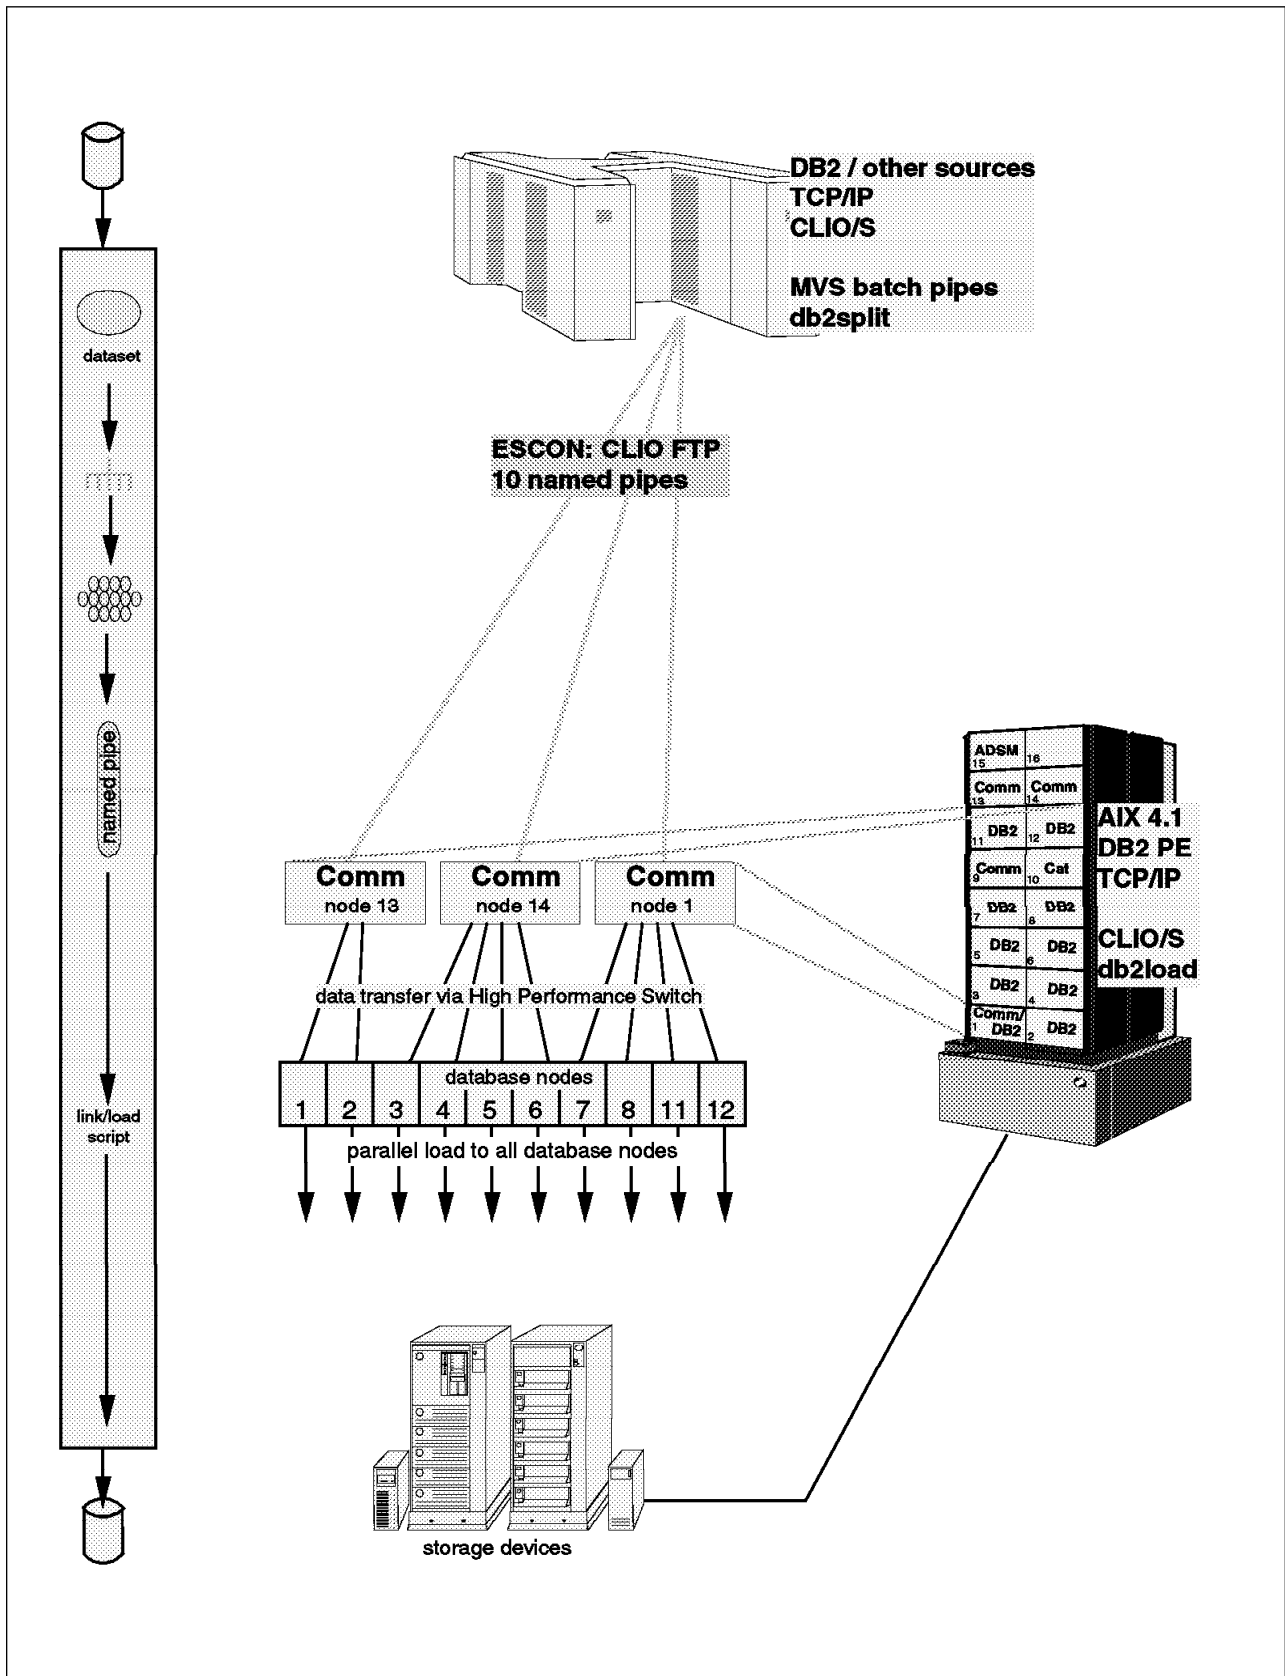 DB2 / other sources
TCP/IP
CLIO/S
MVS batch pipes
db2split
dataset
ESCON: CLIO FTP
10 named pipes
named pipe
ADSM
15
16
Comm
13
Comm
14
DB2
11
DB2
12
Comm
9
Cat
10
DB2
7
DB2
8
DB2
5
DB2
6
DB2
3
DB2
4
Comm/
DB2
1
DB2
2
AIX 4.1
DB2 PE
TCP/IP
CLIO/S
db2load
Comm
node 13
Comm
node 14
Comm
node 1
data transfer via High Performance Switch
database nodes
1 2 3 4 5 6 7 8 11 12
parallel load to all database nodes
link/load
script
storage devices